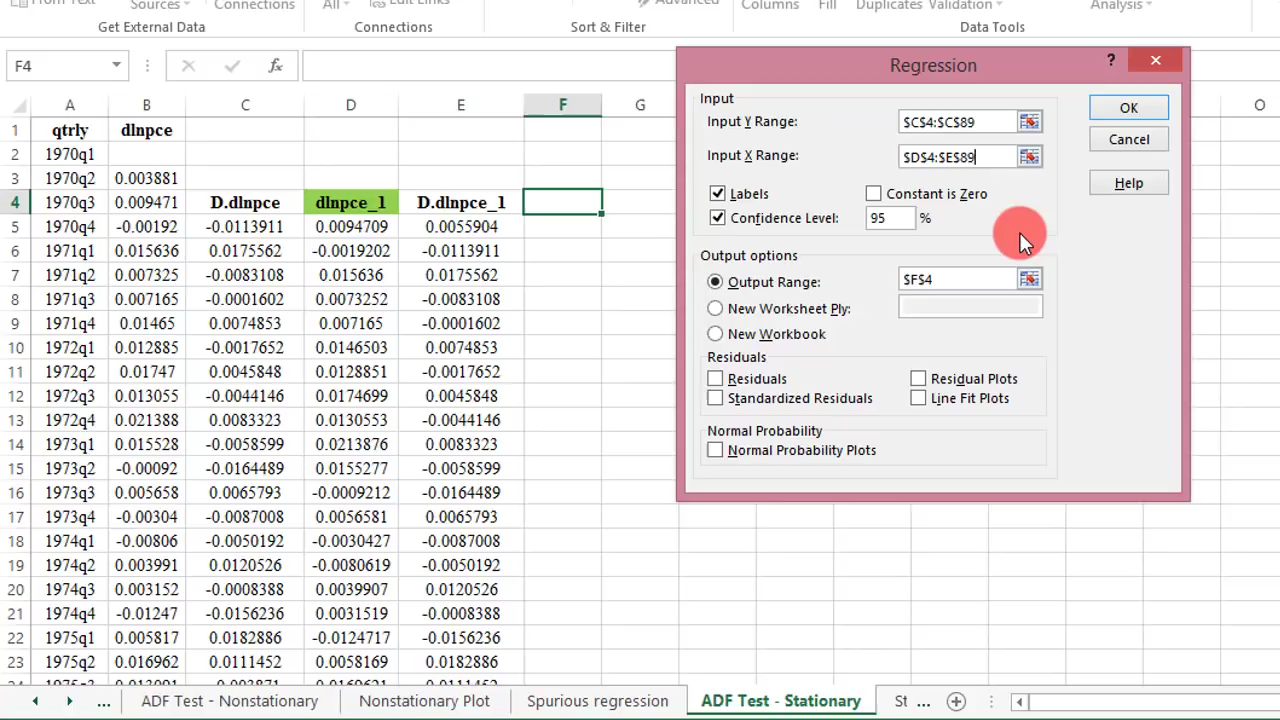 From Text
Sources
Connections
All
Edit Links
Advanced
Columns
Fill
Duplicates
Validation
Analysis
Get External Data
Connections
Sort & Filter
Data Tools
F4
fx
A B C D E F G O
1 qtrly dlnpce
2 1970q1
3 1970q2 0.003881
4 1970q3 0.009471 D.dlnpce dlnpce_1 D.dlnpce_1
5 1970q4 -0.00192 -0.0113911 0.0094709 0.0055904
6 1971q1 0.015636 0.0175562 -0.0019202 -0.0113911
7 1971q2 0.007325 -0.0083108 0.015636 0.0175562
8 1971q3 0.007165 -0.0001602 0.0073252 -0.0083108
9 1971q4 0.01465 0.0074853 0.007165 -0.0001602
10 1972q1 0.012885 -0.0017652 0.0146503 0.0074853
11 1972q2 0.01747 0.0045848 0.0128851 -0.0017652
12 1972q3 0.013055 -0.0044146 0.0174699 0.0045848
13 1972q4 0.021388 0.0083323 0.0130553 -0.0044146
14 1973q1 0.015528 -0.0058599 0.0213876 0.0083323
15 1973q2 -0.00092 -0.0164489 0.0155277 -0.0058599
16 1973q3 0.005658 0.0065793 -0.0009212 -0.0164489
17 1973q4 -0.00304 -0.0087008 0.0056581 0.0065793
18 1974q1 -0.00806 -0.0050192 -0.0030427 -0.0087008
19 1974q2 0.003991 0.0120526 -0.0080619 -0.0050192
20 1974q3 0.003152 -0.0008388 0.0039907 0.0120526
21 1974q4 -0.01247 -0.0156236 0.0031519 -0.0008388
22 1975q1 0.005817 0.0182886 -0.0124717 -0.0156236
23 1975q2 0.016962 0.0111452 0.0058169 0.0182886
Regression
?
Input
Input Y Range: $C$4:$C$89
Input X Range: $D$4:$E$89
Labels
Constant is Zero
Confidence Level: 95 %
OK
Cancel
Help
Output options
Output Range: $F$4
New Worksheet Ply:
New Workbook
Residuals
Residuals
Residual Plots
Standardized Residuals
Line Fit Plots
Normal Probability
Normal Probability Plots
... ADF Test - Nonstationary Nonstationary Plot Spurious regression ADF Test - Stationary St ...